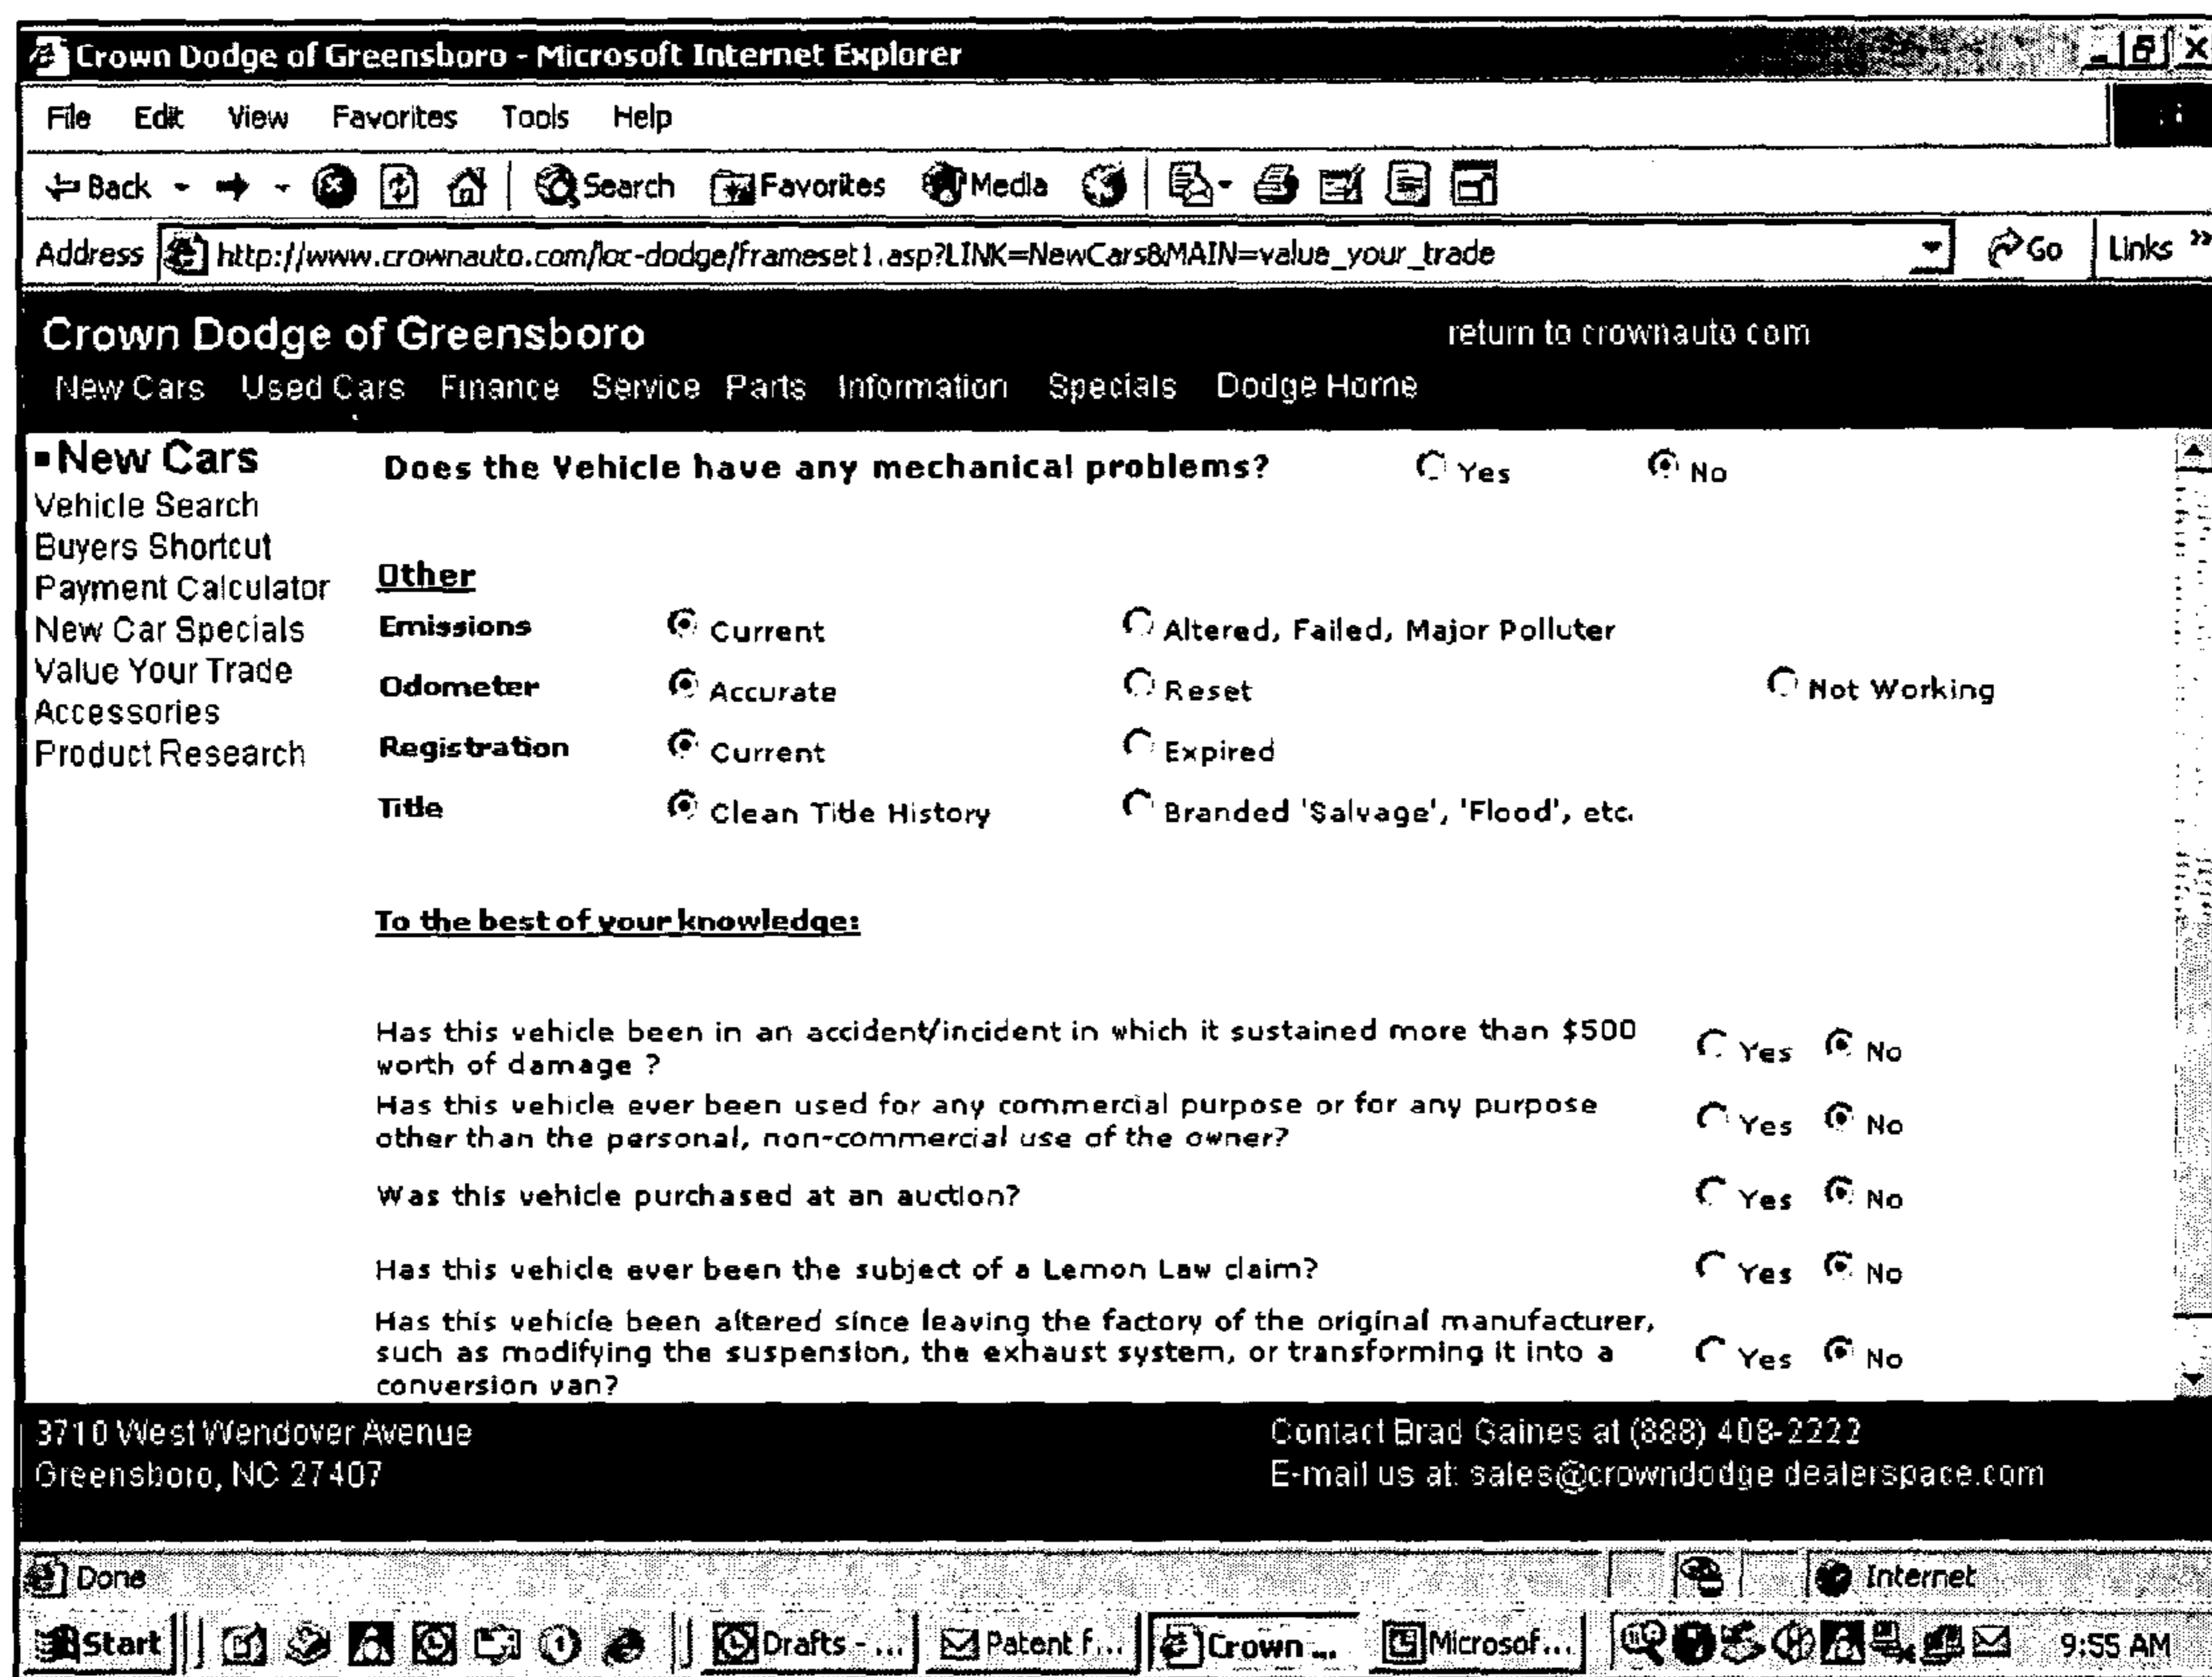 Crown Dodge of Greensboro - Microsoft Internet Explorer
File Edit View Favorites Tools Help
Back Search Favorites Media
Address http://www.crownauto.com/loc-dodge/frameset1.asp?LINK=NewCars&MAIN=value_your_trade Go Links »
Crown Dodge of Greensboro return to crownauto com
New Cars Used Cars Finance Service Parts Information Specials Dodge Home
New Cars
Vehicle Search
Buyers Shortcut
Payment Calculator
New Car Specials
Value Your Trade
Accessories
Product Research
Does the Vehicle have any mechanical problems? Yes No
Other
Emissions Current Altered, Failed, Major Polluter
Odometer Accurate Reset Not Working
Registration Current Expired
Title Clean Title History Branded 'Salvage', 'Flood', etc.
To the best of your knowledge:
Has this vehicle been in an accident/incident in which it sustained more than $500
worth of damage ? Yes No
Has this vehicle ever been used for any commercial purpose or for any purpose
other than the personal, non-commercial use of the owner? Yes No
Was this vehicle purchased at an auction? Yes No
Has this vehicle ever been the subject of a Lemon Law claim? Yes No
Has this vehicle been altered since leaving the factory of the original manufacturer,
such as modifying the suspension, the exhaust system, or transforming it into a Yes No
conversion van?
3710 West Wendover Avenue Contact Brad Gaines at (888) 408-2222
Greensboro, NC 27407 E-mail us at: sales@crowndodge dealerspace.com
Done Internet
Start Drafts - ... Patent F... Crown ... Microsof... 9:55 AM